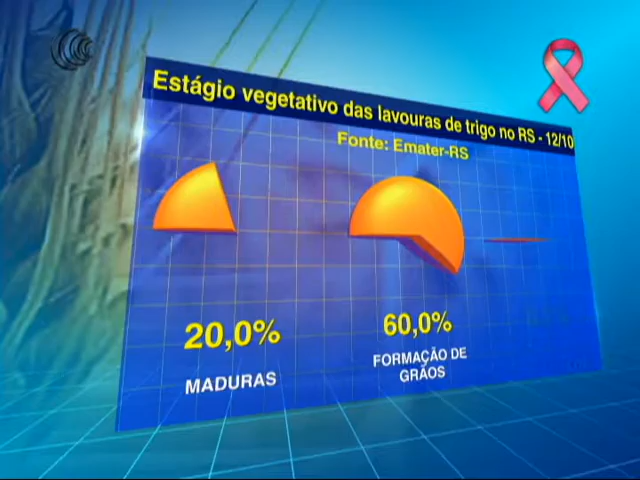 Estágio vegetativo das lavouras de trigo no RS - 12/10
Fonte: Emater-RS
20,0%
60,0%
MADURAS
FORMAÇÃO DE
GRÃOS